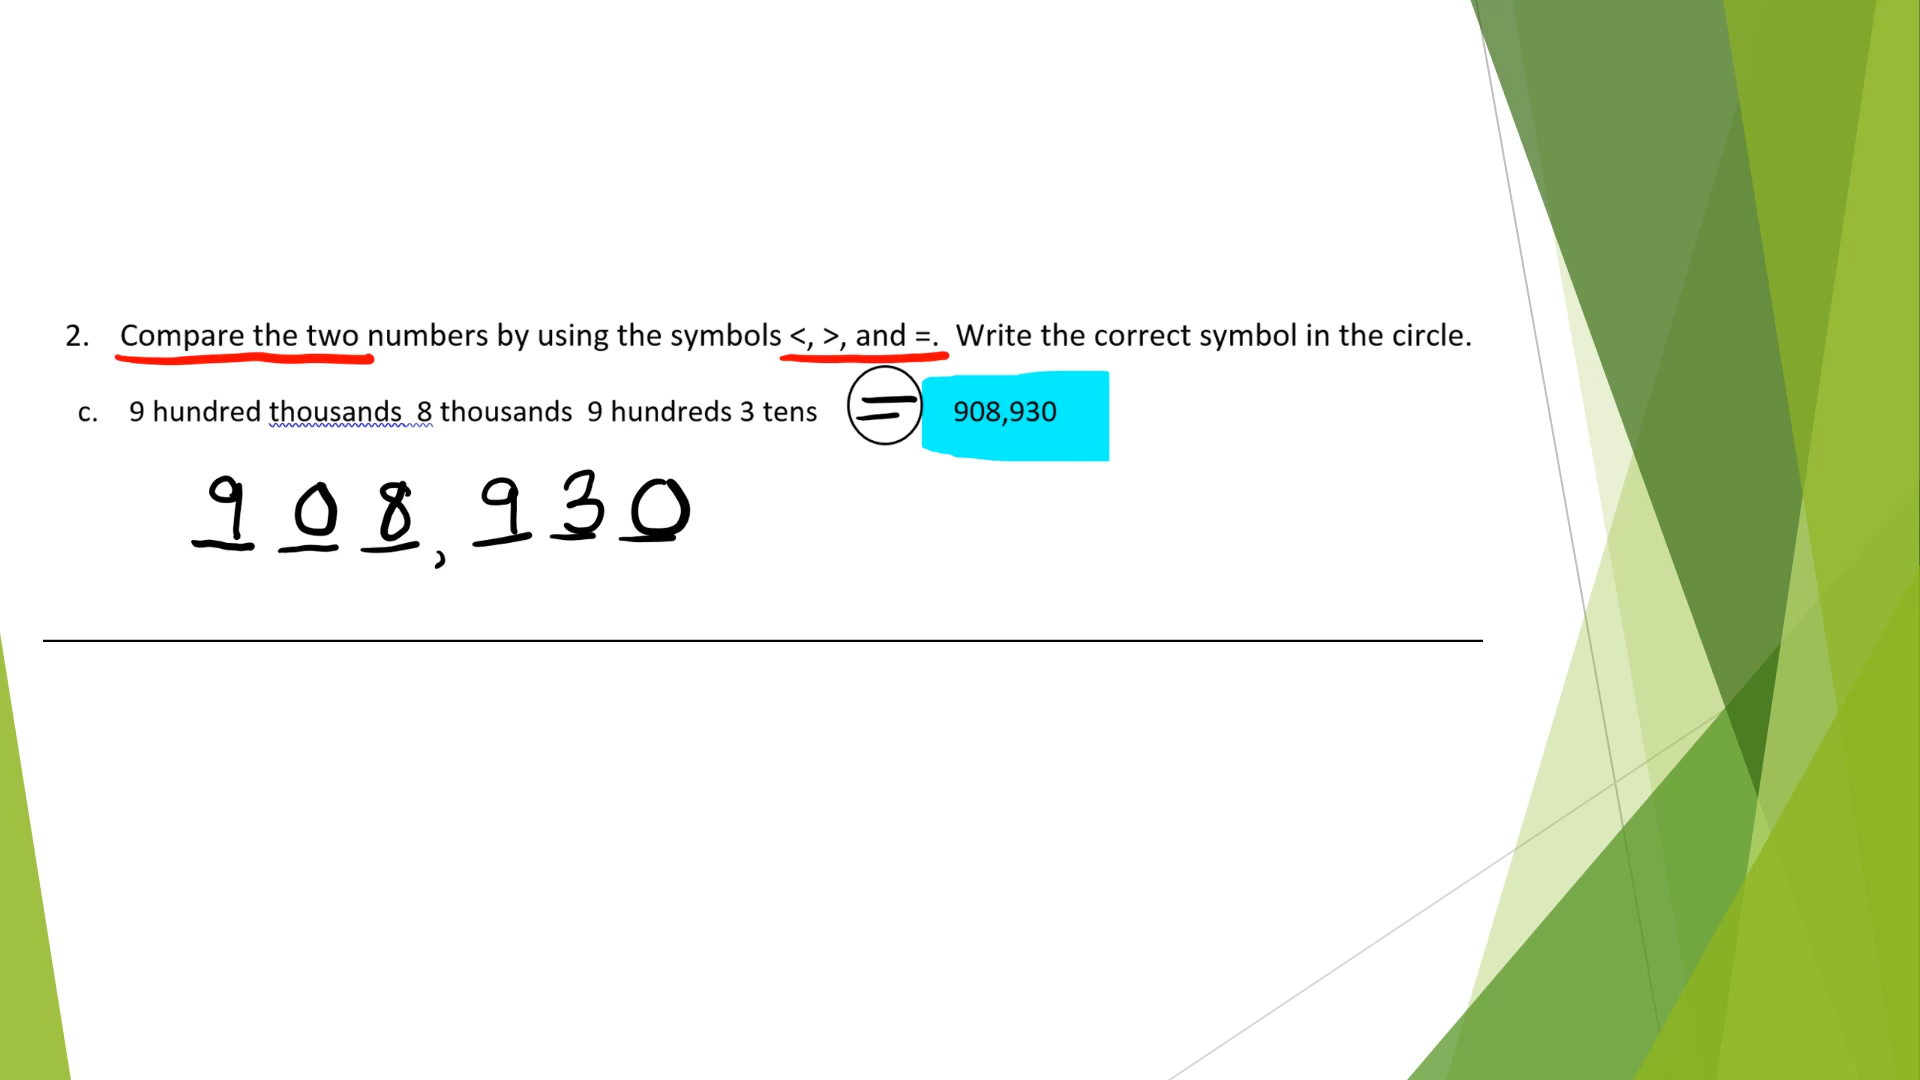 2. Compare the two numbers by using the symbols <, >, and =. Write the correct symbol in the circle.
c. 9 hundred thousands 8 thousands 9 hundreds 3 tens = 908,930
908,930